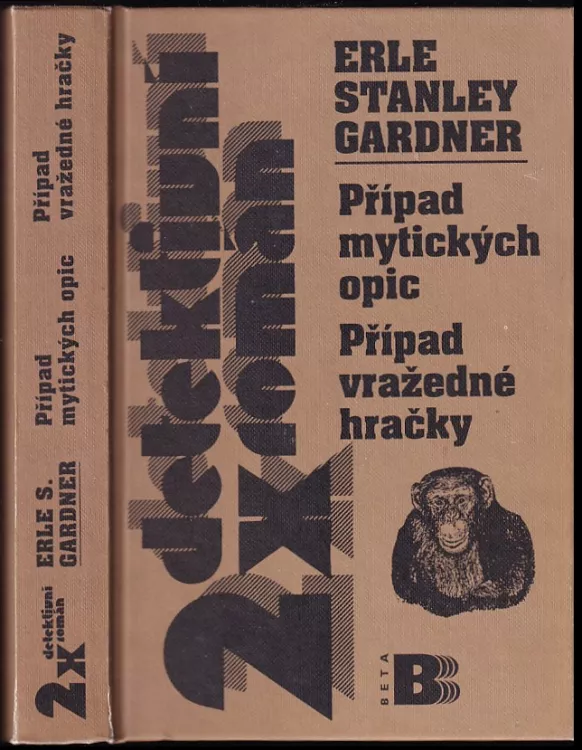 ERLE
STANLEY
GARDNER
Případ
mytických
opic
Případ
vražedné
hračky
2x detektivní
román
BETA
B
2x detektivní
román
ERLE S.
GARDNER
Případ
mytických opic
Případ
vražedné hračky